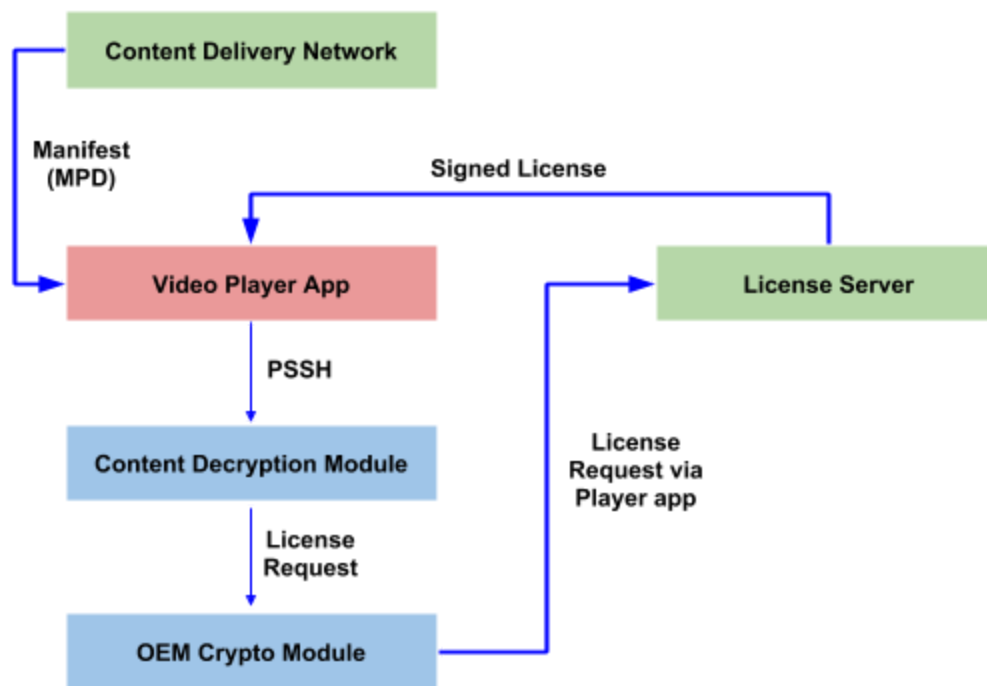 Content Delivery Network
Manifest
(MPD)
Signed License
Video Player App
License Server
PSSH
Content Decryption Module
License
Request via
Player app
License
Request
OEM Crypto Module